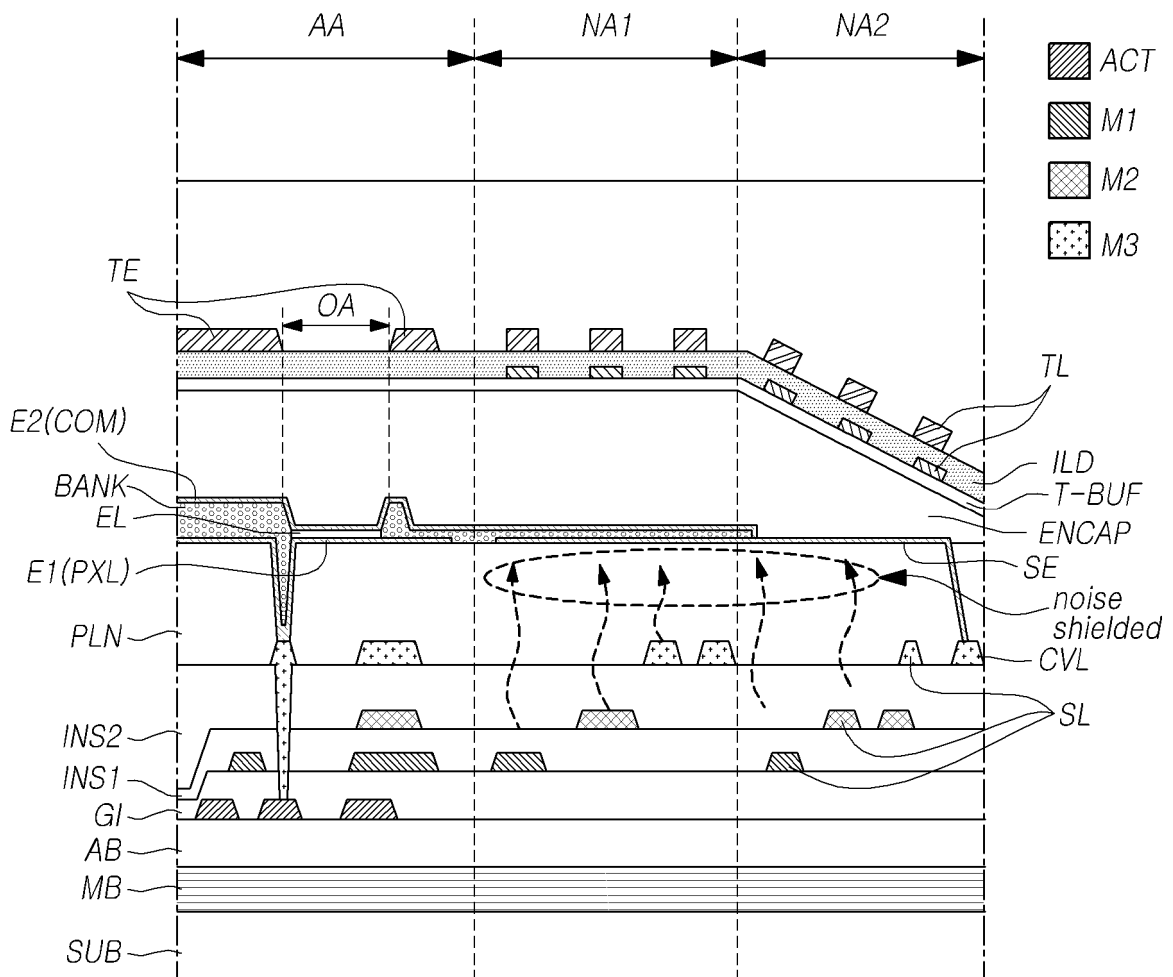 AA
NA1
NA2
ACT
M1
M2
M3
TE
OA
TL
E2(COM)
BANK
EL
ILD
T-BUF
ENCAP
E1(PXL)
SE
noise
shielded
PLN
CVL
SL
INS2
INS1
GI
AB
MB
SUB